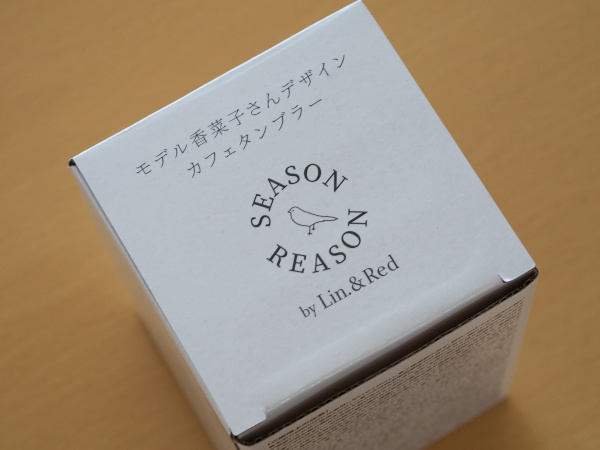 モデル香菜子さんデザイン
カフェタンブラー
SEASON
REASON
by Lin.&Red